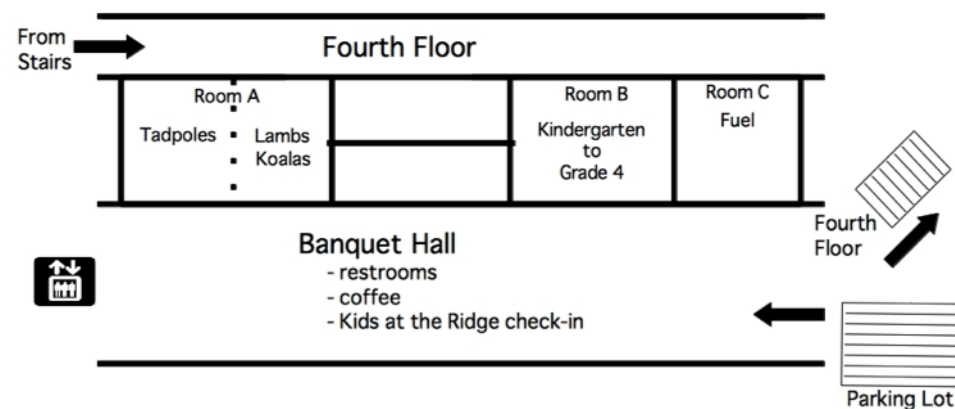 From
Stairs
Fourth Floor
Room A
Tadpoles
Lambs
Koalas
Room B
Kindergarten
to
Grade 4
Room C
Fuel
Fourth
Floor
Banquet Hall
- restrooms
- coffee
- Kids at the Ridge check-in
Parking Lot